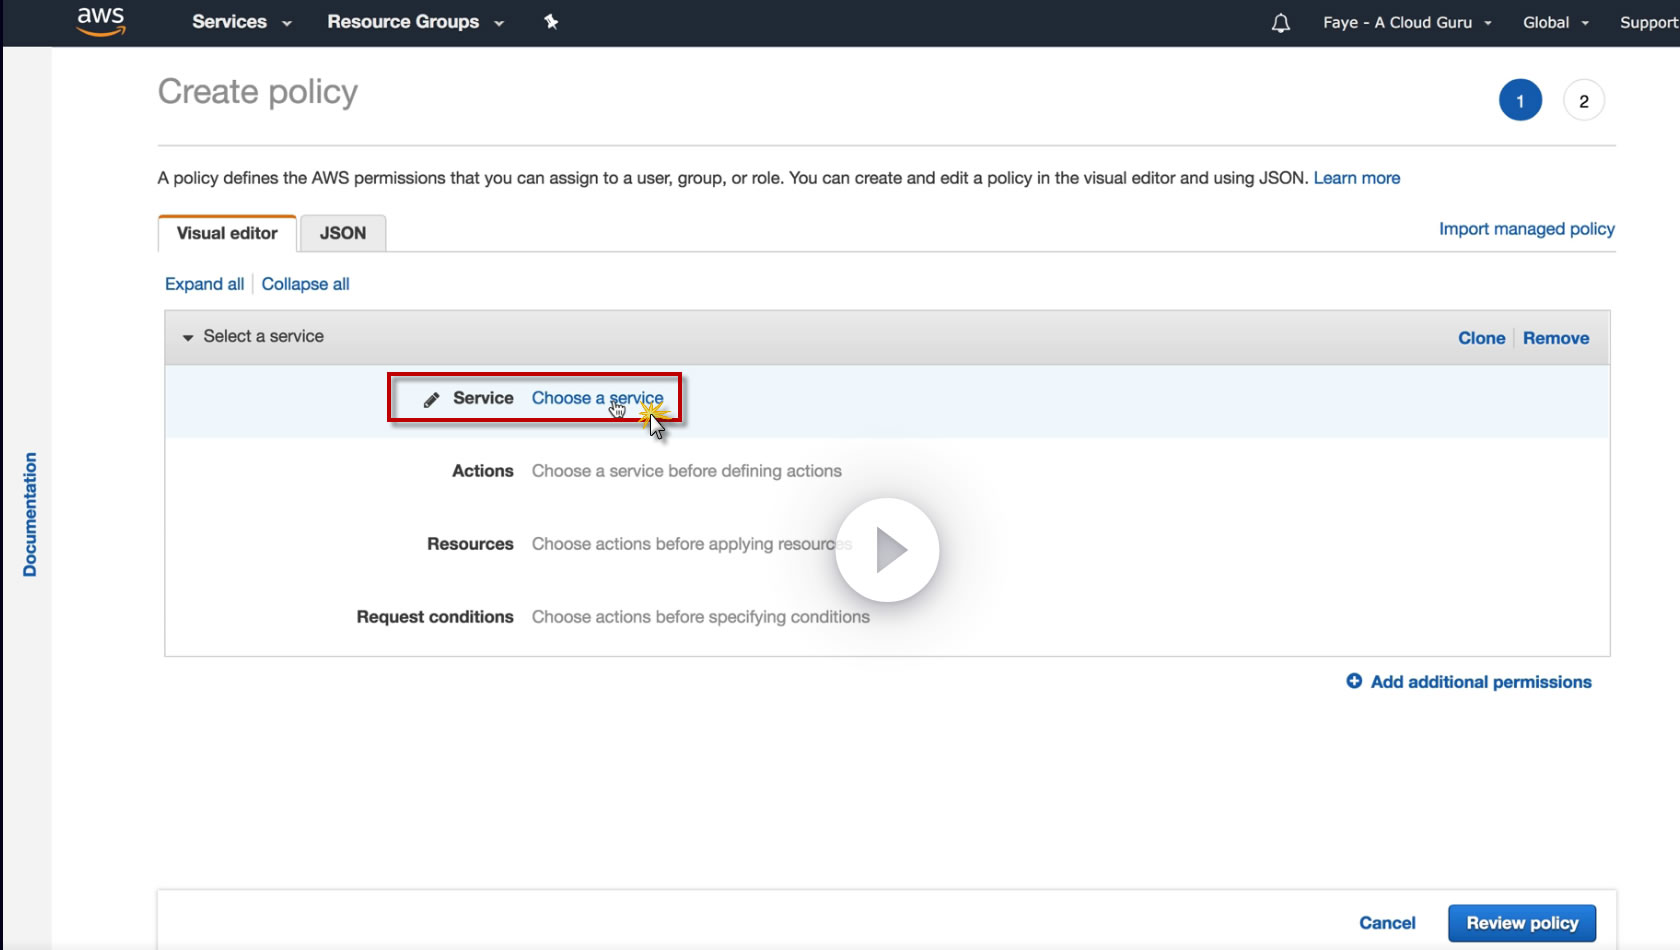 aws Services Resource Groups Faye - A Cloud Guru Global Support
Create policy 1 2
A policy defines the AWS permissions that you can assign to a user, group, or role. You can create and edit a policy in the visual editor and using JSON. Learn more
Visual editor JSON Import managed policy
Expand all Collapse all
Select a service Clone Remove
Service Choose a service
Actions Choose a service before defining actions
Resources Choose actions before applying resources
Request conditions Choose actions before specifying conditions
Documentation
Add additional permissions
Cancel Review policy